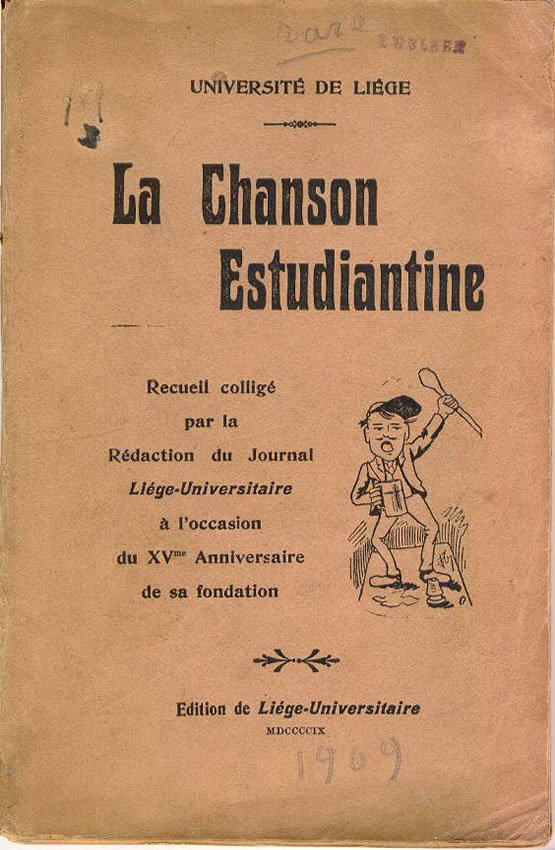 rare
UNIVERSITÉ DE LIÉGE
La Chanson
Estudiantine
Recueil colligé
par la
Rédaction du Journal
Liége-Universitaire
à l'occasion
du XVme Anniversaire
de sa fondation
Edition de Liége-Universitaire
MDCCCCIX
1909